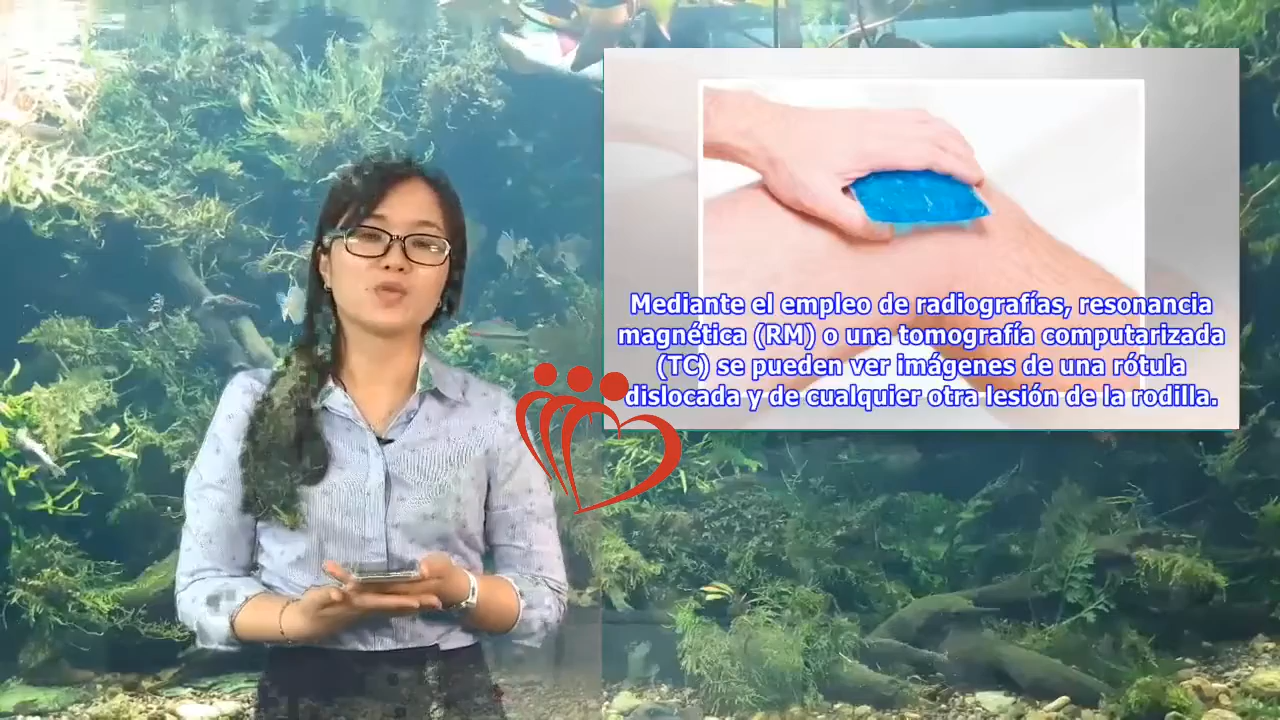 Mediante el empleo de radiografías, resonancia
magnética (RM) o una tomografía computarizada
(TC) se pueden ver imágenes de una rótula
dislocada y de cualquier otra lesión de la rodilla.